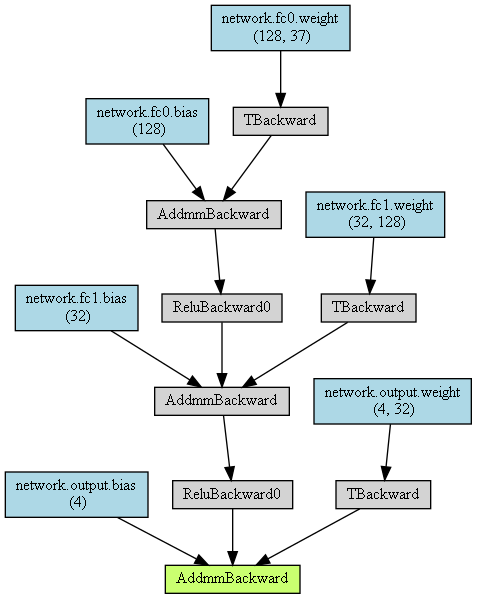 network.fc0.weight
(128, 37)
network.fc0.bias
(128)
TBackward
AddmmBackward
network.fc1.weight
(32, 128)
network.fc1.bias
(32)
ReluBackward0
TBackward
AddmmBackward
network.output.weight
(4, 32)
network.output.bias
(4)
ReluBackward0
TBackward
AddmmBackward